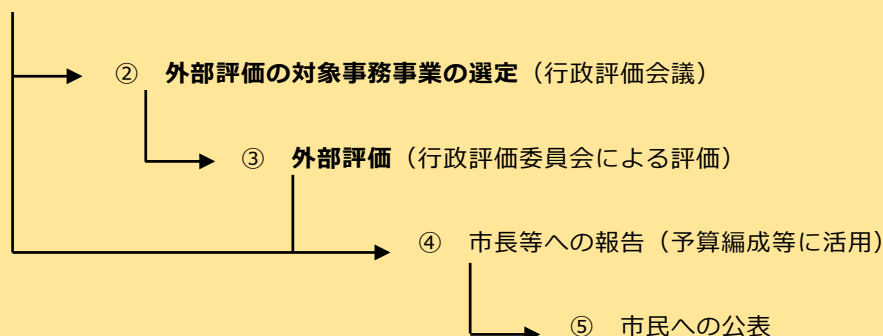 ② 外部評価の対象事務事業の選定（行政評価会議）
③ 外部評価（行政評価委員会による評価）
④ 市長等への報告（予算編成等に活用）
⑤ 市民への公表